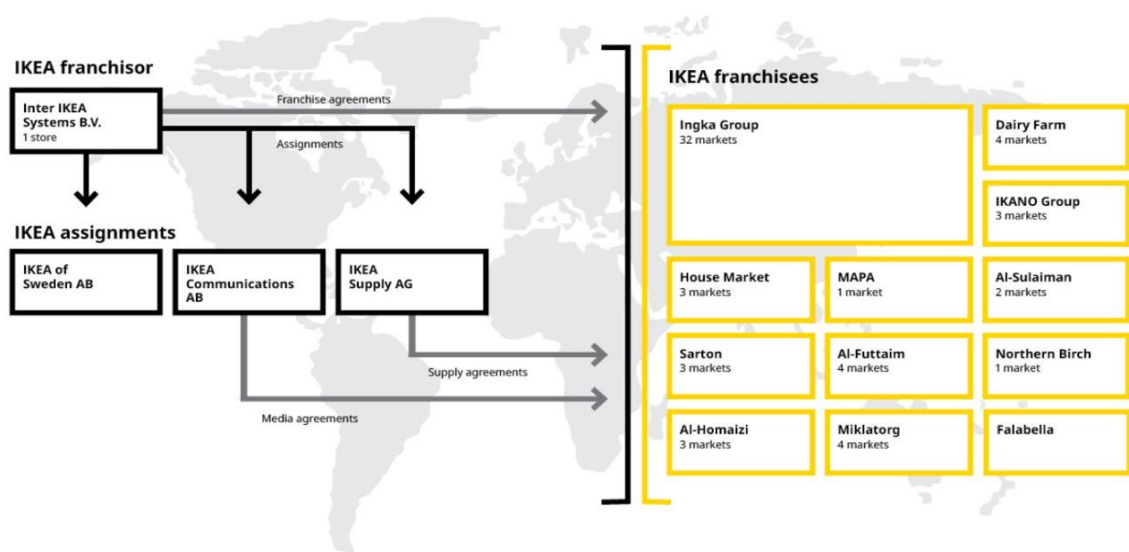 IKEA franchisor
Inter IKEA
Systems B.V.
1 store
Franchise agreements
Assignments
IKEA assignments
IKEA of
Sweden AB
IKEA
Communications
AB
IKEA
Supply AG
Supply agreements
Media agreements
IKEA franchisees
Ingka Group
32 markets
Dairy Farm
4 markets
IKANO Group
3 markets
House Market
3 markets
MAPA
1 market
Al-Sulaiman
2 markets
Sarton
3 markets
Al-Futtaim
4 markets
Northern Birch
1 market
Al-Homaizi
3 markets
Miklatorg
4 markets
Falabella